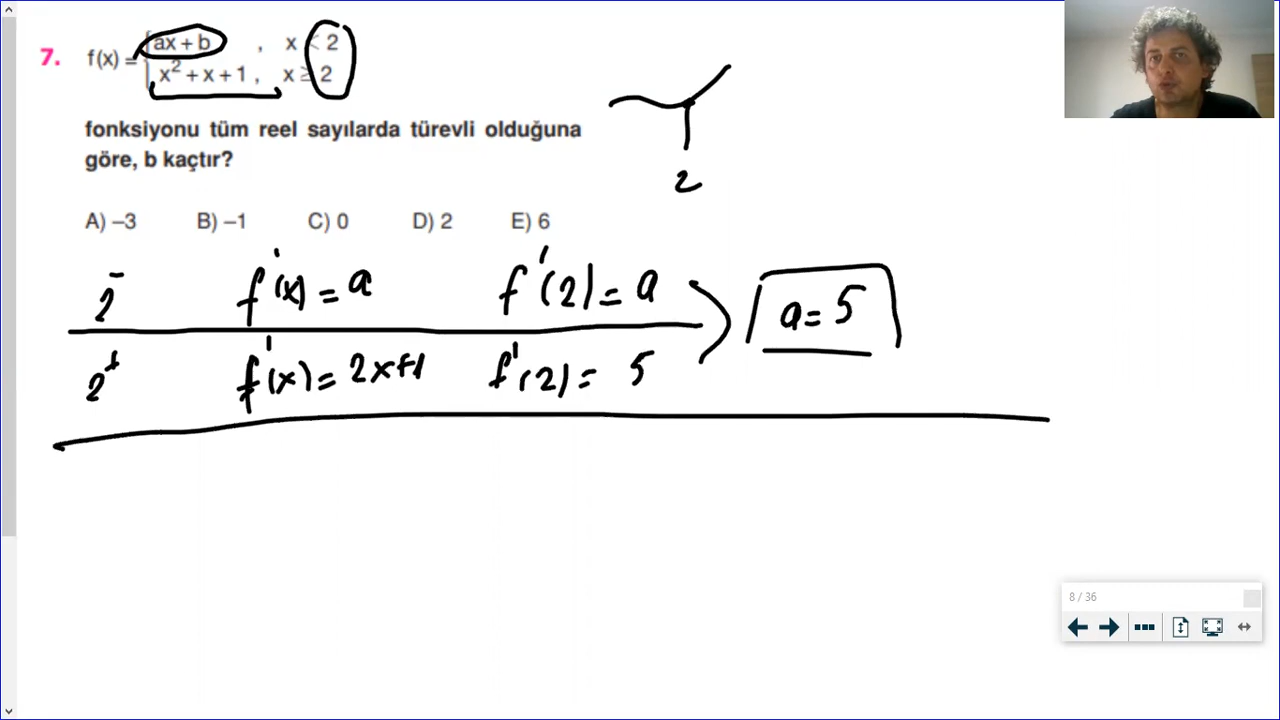 7. f(x) = { ax + b , x < 2
x² + x + 1 , x ≥ 2
fonksiyonu tüm reel sayılarda türevli olduğuna
göre, b kaçtır?
2
A) –3 B) –1 C) 0 D) 2 E) 6
2⁻ f'(x) = a f'(2) = a
a = 5
2⁺ f'(x) = 2x+1 f'(2) = 5
8 / 36